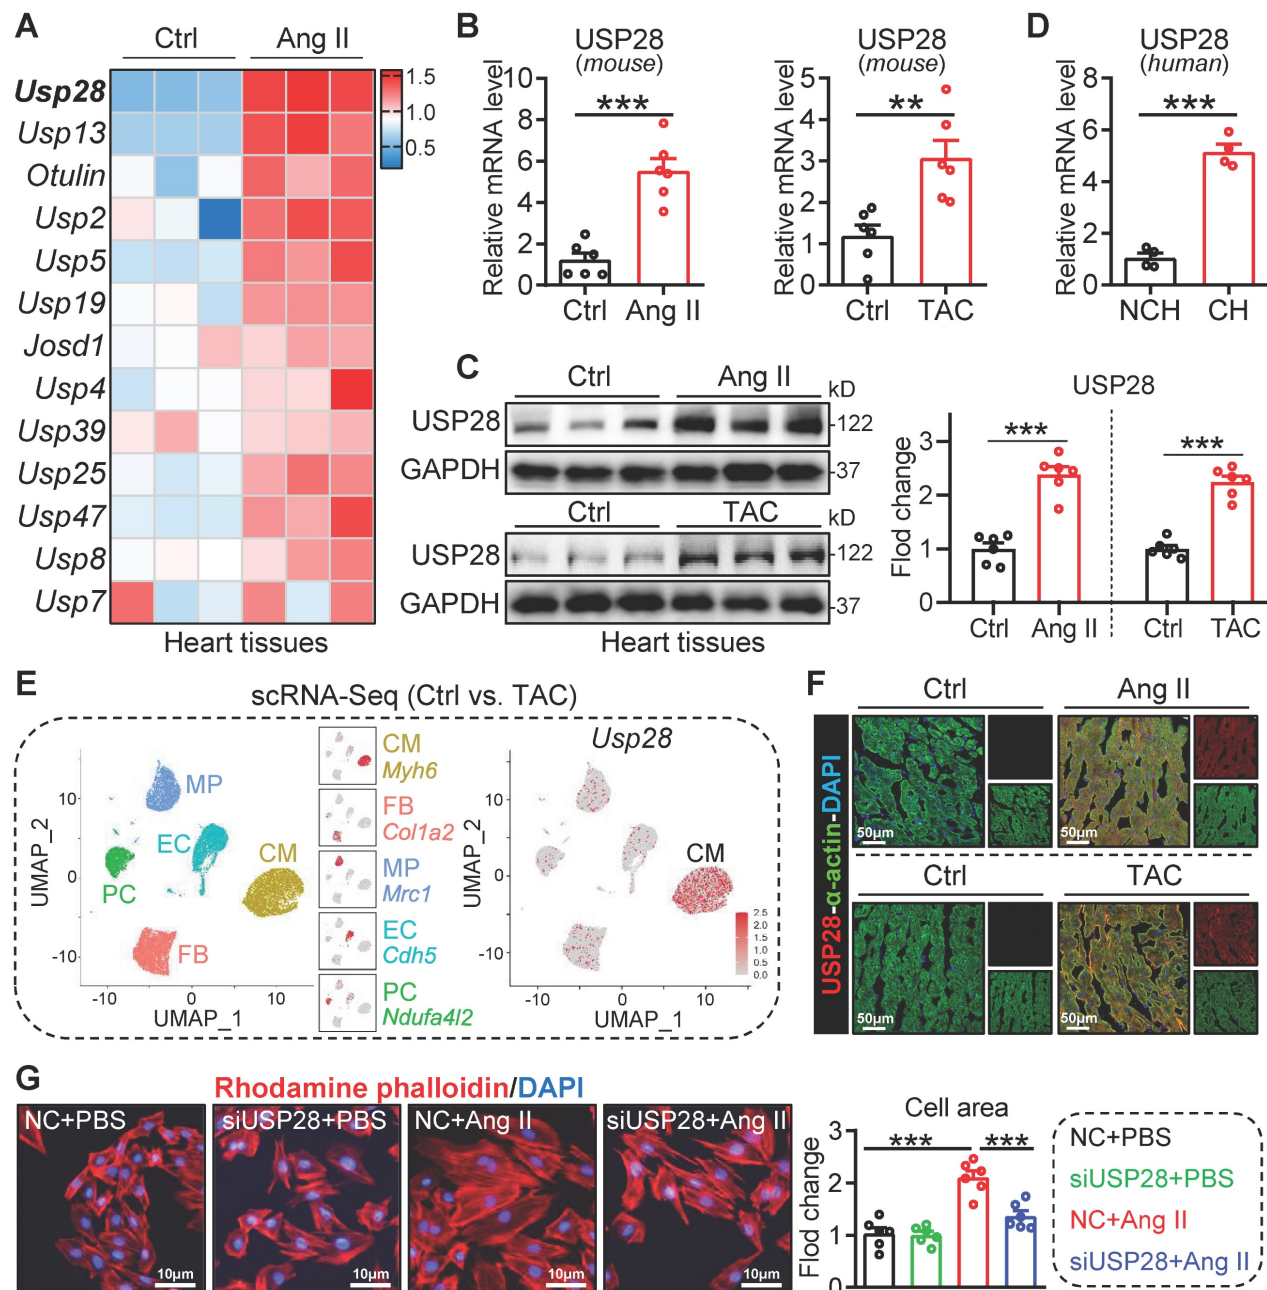 A
Ctrl Ang II
Usp28
Usp13
Otulin
Usp2
Usp5
Usp19
Josd1
Usp4
Usp39
Usp25
Usp47
Usp8
Usp7
1.5
1.0
0.5
Heart tissues
B
USP28
(mouse)
Relative mRNA level
10
8
6
4
2
0
***
Ctrl Ang II
USP28
(mouse)
Relative mRNA level
5
4
3
2
1
0
**
Ctrl TAC
D
USP28
(human)
Relative mRNA level
8
6
4
2
0
***
NCH CH
C
Ctrl Ang II kD
USP28 -122
GAPDH -37
Ctrl TAC kD
USP28 -122
GAPDH -37
Heart tissues
USP28
Flod change
3
2
1
0
*** ***
Ctrl Ang II Ctrl TAC
E
scRNA-Seq (Ctrl vs. TAC)
UMAP_2
10
0
-10
MP
EC
CM
PC
FB
-10 0 10
UMAP_1
CM
Myh6
FB
Col1a2
MP
Mrc1
EC
Cdh5
PC
Ndufa4l2
Usp28
UMAP_2
10
0
-10
CM
2.5
2.0
1.5
1.0
0.5
0.0
-10 0 10
UMAP_1
F
USP28-α-actin-DAPI
Ctrl Ang II
50μm 50μm
Ctrl TAC
50μm 50μm
G
Rhodamine phalloidin/DAPI
NC+PBS siUSP28+PBS NC+Ang II siUSP28+Ang II
10μm 10μm 10μm 10μm
Cell area
Flod change
3
2
1
0
*** ***
NC+PBS
siUSP28+PBS
NC+Ang II
siUSP28+Ang II